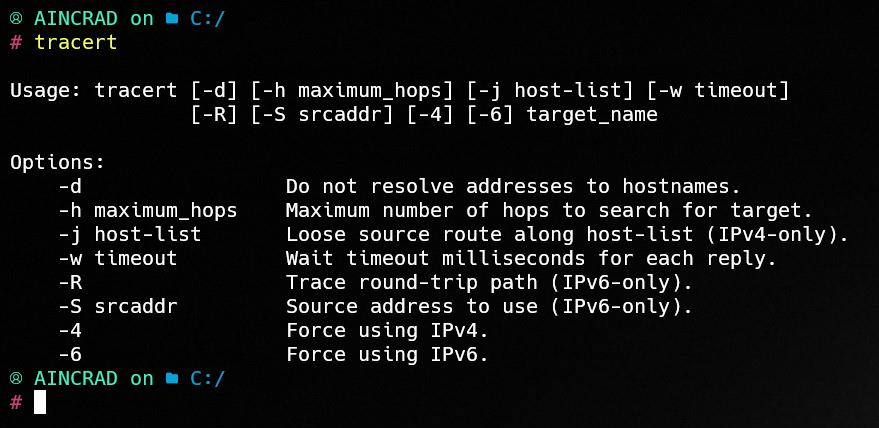 AINCRAD on C:/
# tracert
Usage: tracert [-d] [-h maximum_hops] [-j host-list] [-w timeout]
[-R] [-S srcaddr] [-4] [-6] target_name
Options:
-d Do not resolve addresses to hostnames.
-h maximum_hops Maximum number of hops to search for target.
-j host-list Loose source route along host-list (IPv4-only).
-w timeout Wait timeout milliseconds for each reply.
-R Trace round-trip path (IPv6-only).
-S srcaddr Source address to use (IPv6-only).
-4 Force using IPv4.
-6 Force using IPv6.
AINCRAD on C:/
#